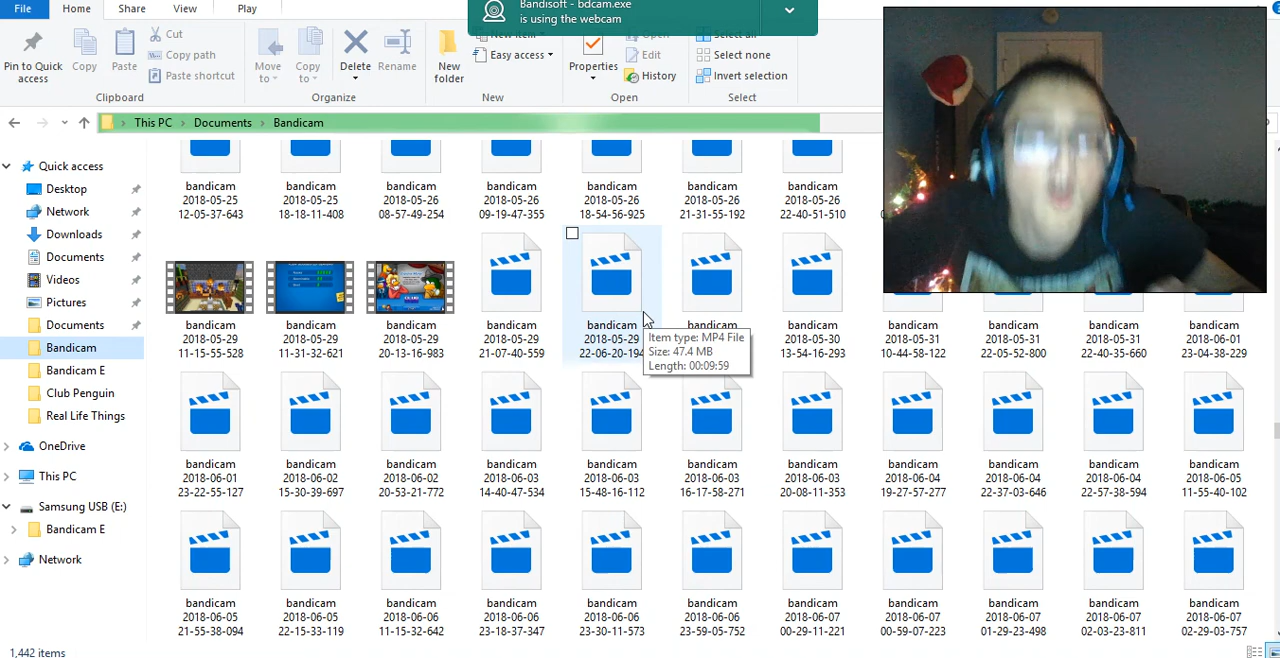 File Home Share View Play
Bandisoft - bdcam.exe
is using the webcam
Pin to Quick access
Copy
Paste
Cut
Copy path
Paste shortcut
Move to
Copy to
Delete
Rename
New folder
New item
Easy access
Properties
Open
Edit
History
Select all
Select none
Invert selection
Clipboard Organize New Open Select
This PC Documents Bandicam
Quick access
Desktop
Network
Downloads
Documents
Videos
Pictures
Documents
Bandicam
Bandicam E
Club Penguin
Real Life Things
OneDrive
This PC
Samsung USB (E:)
Bandicam E
Network
bandicam bandicam bandicam bandicam bandicam bandicam bandicam
2018-05-25 2018-05-25 2018-05-26 2018-05-26 2018-05-26 2018-05-26 2018-05-26
12-05-37-643 18-18-11-408 08-57-49-254 09-19-47-355 18-54-56-925 21-31-55-192 22-40-51-510
bandicam bandicam bandicam bandicam bandicam bandicam bandicam bandicam bandicam bandicam bandicam
2018-05-29 2018-05-29 2018-05-29 2018-05-29 2018-05-29 2018-05-30 2018-05-31 2018-05-31 2018-05-31 2018-06-01
11-15-55-528 11-31-32-621 20-13-16-983 21-07-40-559 22-06-20-194 13-54-16-293 10-44-58-122 22-05-52-800 22-40-35-660 23-04-38-229
Item type: MP4 File
Size: 47.4 MB
Length: 00:09:59
bandicam bandicam bandicam bandicam bandicam bandicam bandicam bandicam bandicam bandicam bandicam
2018-06-01 2018-06-02 2018-06-02 2018-06-03 2018-06-03 2018-06-03 2018-06-03 2018-06-04 2018-06-04 2018-06-04 2018-06-05
23-22-55-127 15-30-39-697 20-53-21-772 14-40-47-534 15-48-16-112 16-17-58-271 20-08-11-353 19-27-57-277 22-37-03-646 22-57-38-594 11-55-40-102
bandicam bandicam bandicam bandicam bandicam bandicam bandicam bandicam bandicam bandicam bandicam
2018-06-05 2018-06-05 2018-06-06 2018-06-06 2018-06-06 2018-06-06 2018-06-07 2018-06-07 2018-06-07 2018-06-07 2018-06-07
21-55-38-094 22-15-33-119 11-15-32-642 23-18-37-347 23-30-11-573 23-59-05-752 00-29-11-221 00-59-07-223 01-29-23-498 02-03-23-811 02-29-03-757
1,442 items